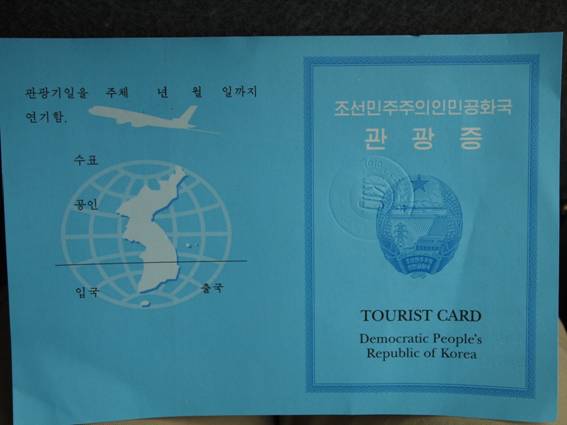 관광기일을 주체 년 월 일까지
연기함.
수표
공인
입국 출국
조선민주주의인민공화국
관광증
TOURIST CARD
Democratic People's
Republic of Korea